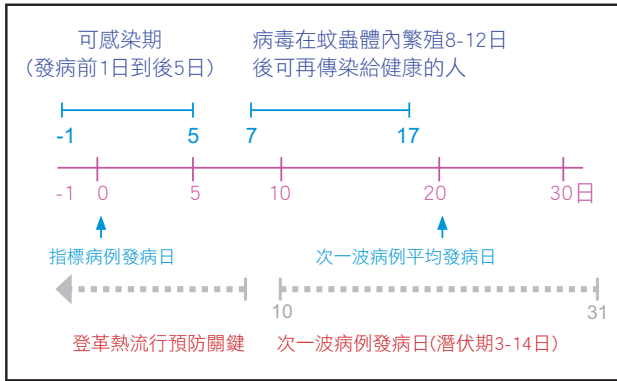 可感染期
(發病前1日到後5日)
病毒在蚊蟲體內繁殖8-12日
後可再傳染給健康的人
-1 5 7 17
-1 0 5 10 20 30日
指標病例發病日
次一波病例平均發病日
10 31
登革熱流行預防關鍵
次一波病例發病日(潛伏期3-14日)